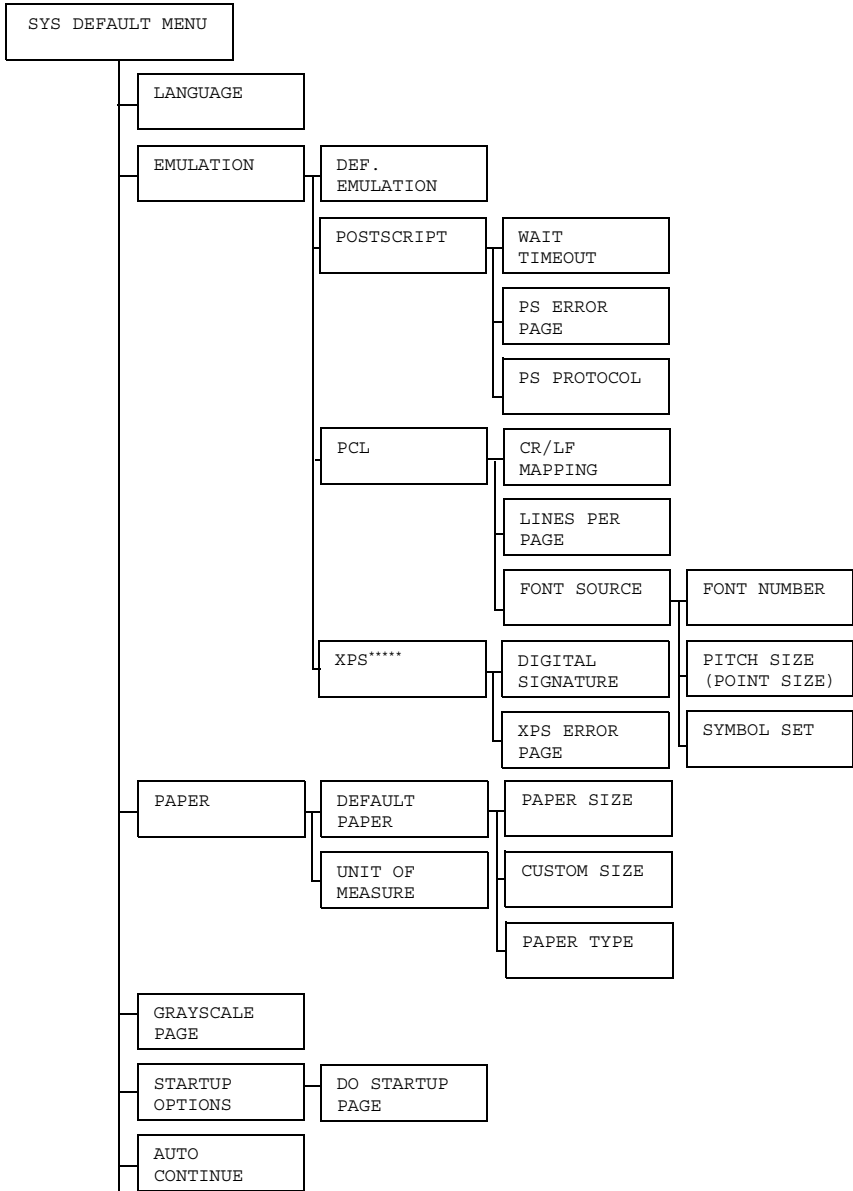 SYS DEFAULT MENU
LANGUAGE
EMULATION
DEF.
EMULATION
POSTSCRIPT
WAIT
TIMEOUT
PS ERROR
PAGE
PS PROTOCOL
PCL
CR/LF
MAPPING
LINES PER
PAGE
FONT SOURCE
FONT NUMBER
PITCH SIZE
(POINT SIZE)
SYMBOL SET
XPS*****
DIGITAL
SIGNATURE
XPS ERROR
PAGE
PAPER
DEFAULT
PAPER
PAPER SIZE
CUSTOM SIZE
PAPER TYPE
UNIT OF
MEASURE
GRAYSCALE
PAGE
STARTUP
OPTIONS
DO STARTUP
PAGE
AUTO
CONTINUE